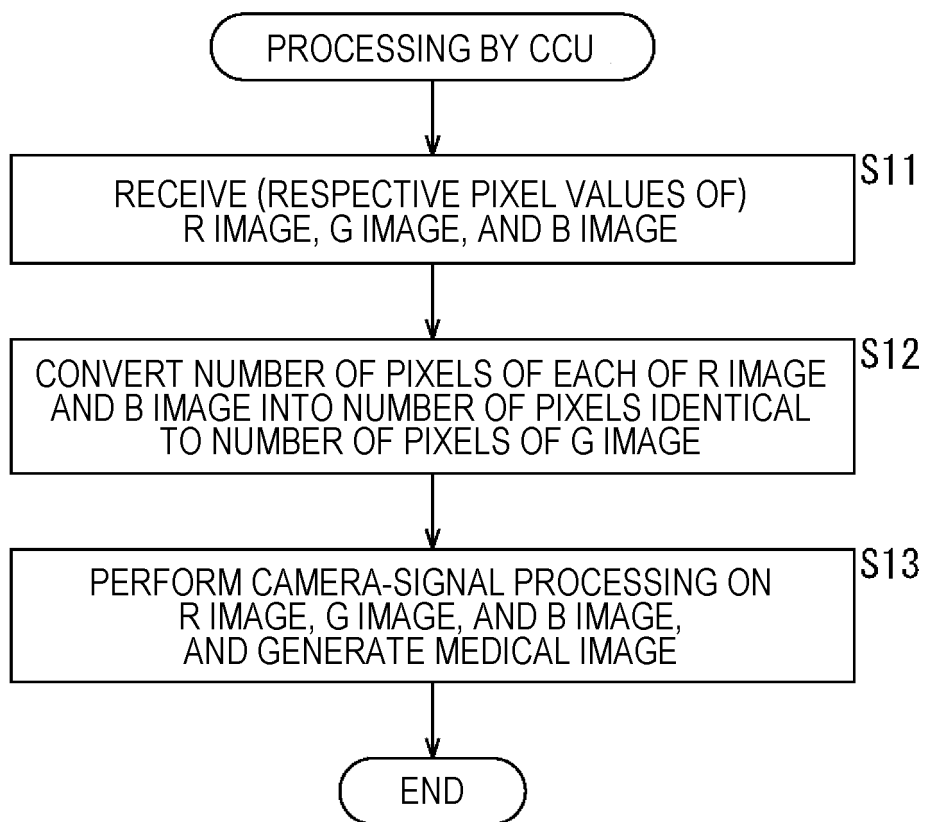 PROCESSING BY CCU
S11
RECEIVE (RESPECTIVE PIXEL VALUES OF)
R IMAGE, G IMAGE, AND B IMAGE
S12
CONVERT NUMBER OF PIXELS OF EACH OF R IMAGE
AND B IMAGE INTO NUMBER OF PIXELS IDENTICAL
TO NUMBER OF PIXELS OF G IMAGE
S13
PERFORM CAMERA-SIGNAL PROCESSING ON
R IMAGE, G IMAGE, AND B IMAGE,
AND GENERATE MEDICAL IMAGE
END